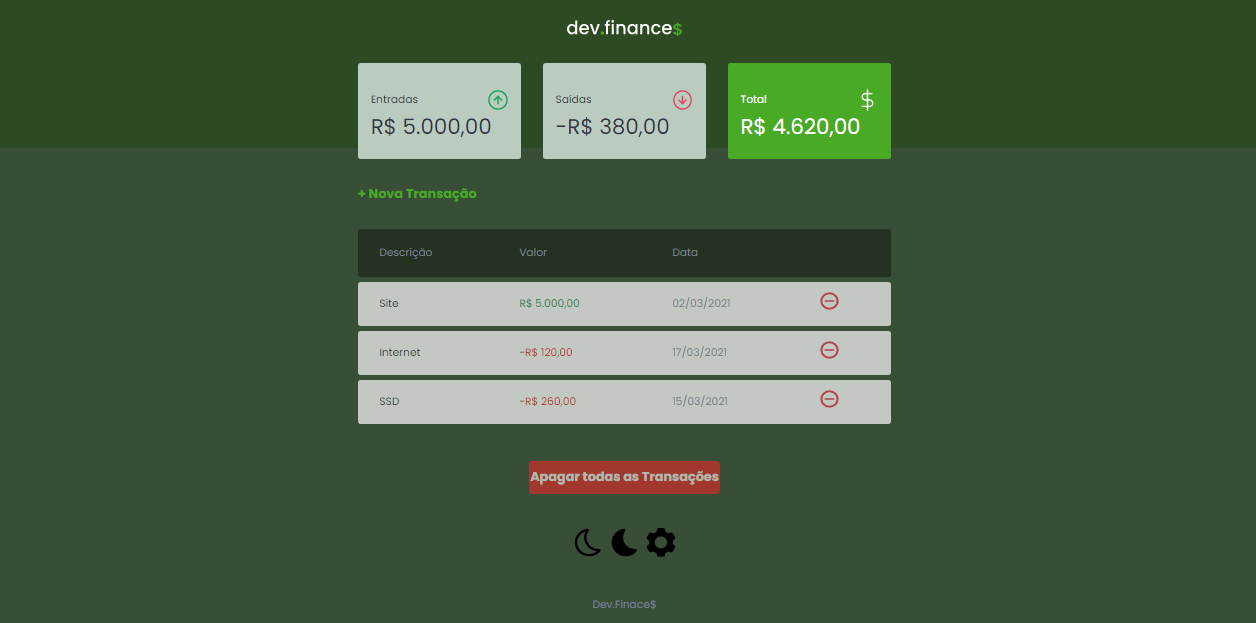 dev.finance$
Entradas
R$ 5.000,00
Saídas
-R$ 380,00
Total
$
R$ 4.620,00
+ Nova Transação
Descrição Valor Data
Site R$ 5.000,00 02/03/2021
Internet -R$ 120,00 17/03/2021
SSD -R$ 260,00 15/03/2021
Apagar todas as Transações
Dev.Finace$